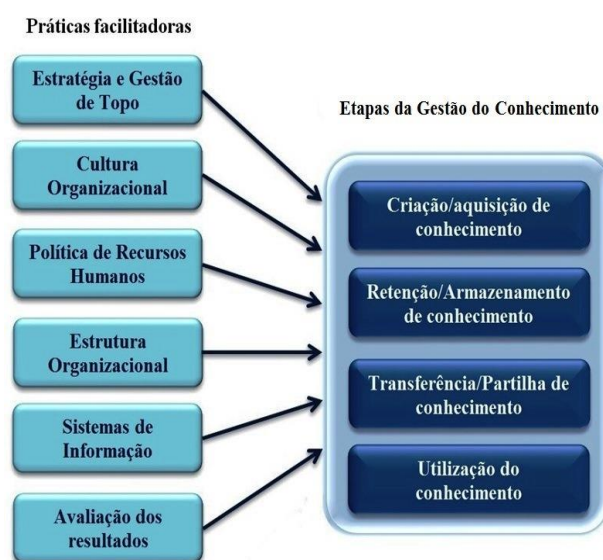 Práticas facilitadoras
Estratégia e Gestão
de Topo
Cultura
Organizacional
Política de Recursos
Humanos
Estrutura
Organizacional
Sistemas de
Informação
Avaliação dos
resultados
Etapas da Gestão do Conhecimento
Criação/aquisição de
conhecimento
Retenção/Armazenamento
de conhecimento
Transferência/Partilha de
conhecimento
Utilização do
conhecimento